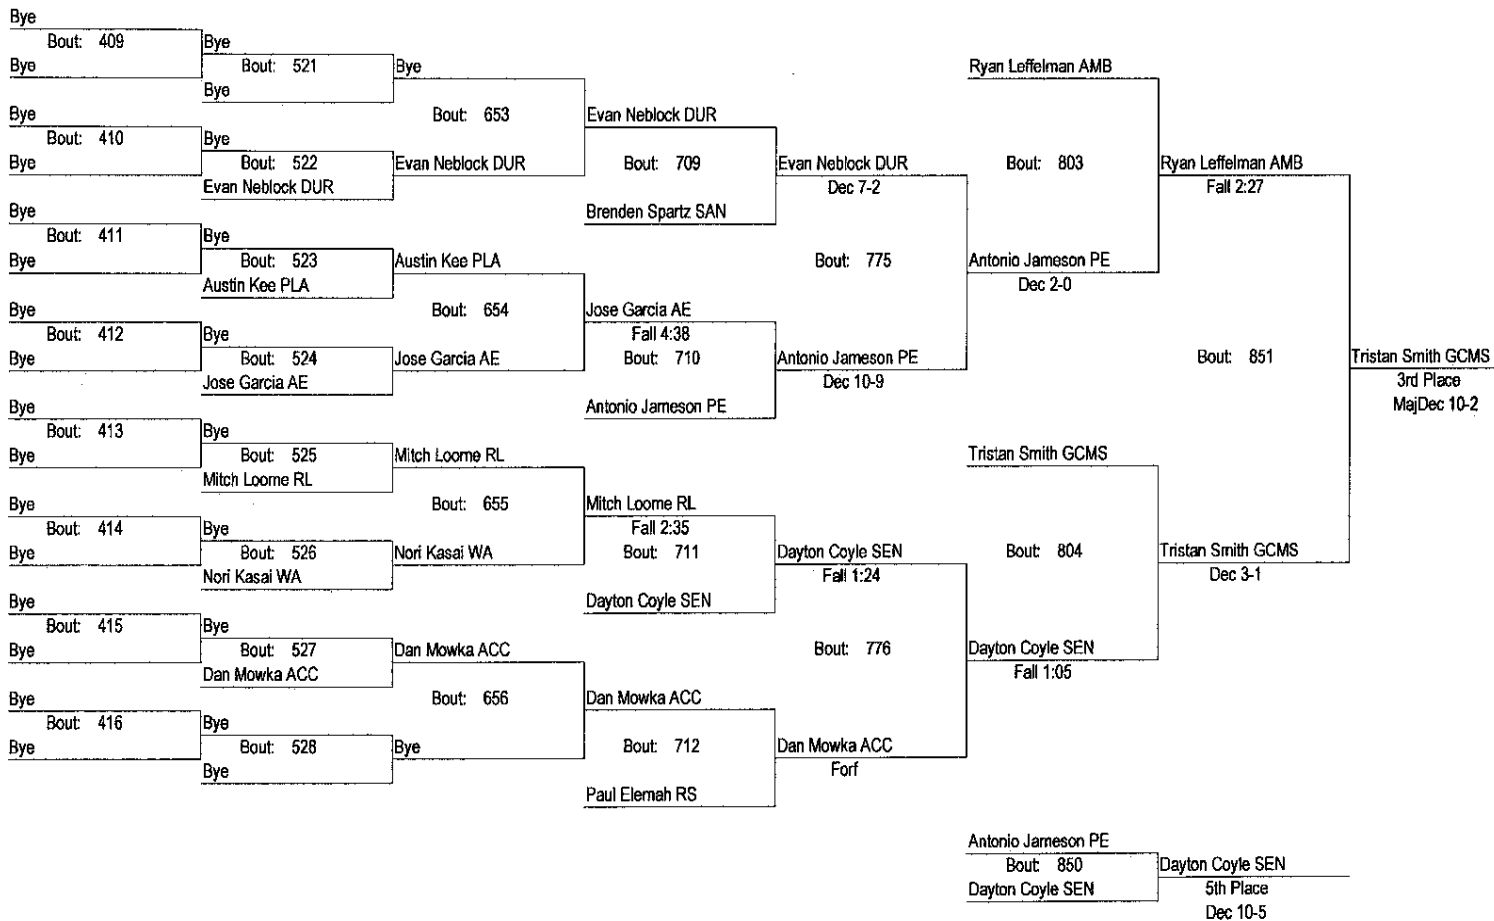 Bye
Bout: 409
Bye
Bye
Bout: 410
Bye
Bye
Bout: 411
Bye
Bye
Bout: 412
Bye
Bye
Bout: 413
Bye
Bye
Bout: 414
Bye
Bye
Bout: 415
Bye
Bye
Bout: 416
Bye
Bye
Bout: 521
Bye
Bye
Bout: 522
Evan Neblock DUR
Bye
Bout: 523
Austin Kee PLA
Bye
Bout: 524
Jose Garcia AE
Bye
Bout: 525
Mitch Loome RL
Bye
Bout: 526
Nori Kasai WA
Bye
Bout: 527
Dan Mowka ACC
Bye
Bout: 528
Bye
Bye
Bout: 653
Evan Neblock DUR
Austin Kee PLA
Bout: 654
Jose Garcia AE
Mitch Loome RL
Bout: 655
Nori Kasai WA
Dan Mowka ACC
Bout: 656
Bye
Evan Neblock DUR
Bout: 709
Brenden Spartz SAN
Jose Garcia AE
Fall 4:38
Bout: 710
Antonio Jameson PE
Mitch Loome RL
Fall 2:35
Bout: 711
Dayton Coyle SEN
Dan Mowka ACC
Bout: 712
Paul Elemah RS
Evan Neblock DUR
Dec 7-2
Bout: 775
Antonio Jameson PE
Dec 10-9
Dayton Coyle SEN
Fall 1:24
Bout: 776
Dan Mowka ACC
Forf
Ryan Leffelman AMB
Bout: 803
Antonio Jameson PE
Dec 2-0
Tristan Smith GCMS
Bout: 804
Dayton Coyle SEN
Fall 1:05
Ryan Leffelman AMB
Fall 2:27
Bout: 851
Tristan Smith GCMS
Dec 3-1
Tristan Smith GCMS
3rd Place
MajDec 10-2
Antonio Jameson PE
Bout: 850
Dayton Coyle SEN
Dayton Coyle SEN
5th Place
Dec 10-5